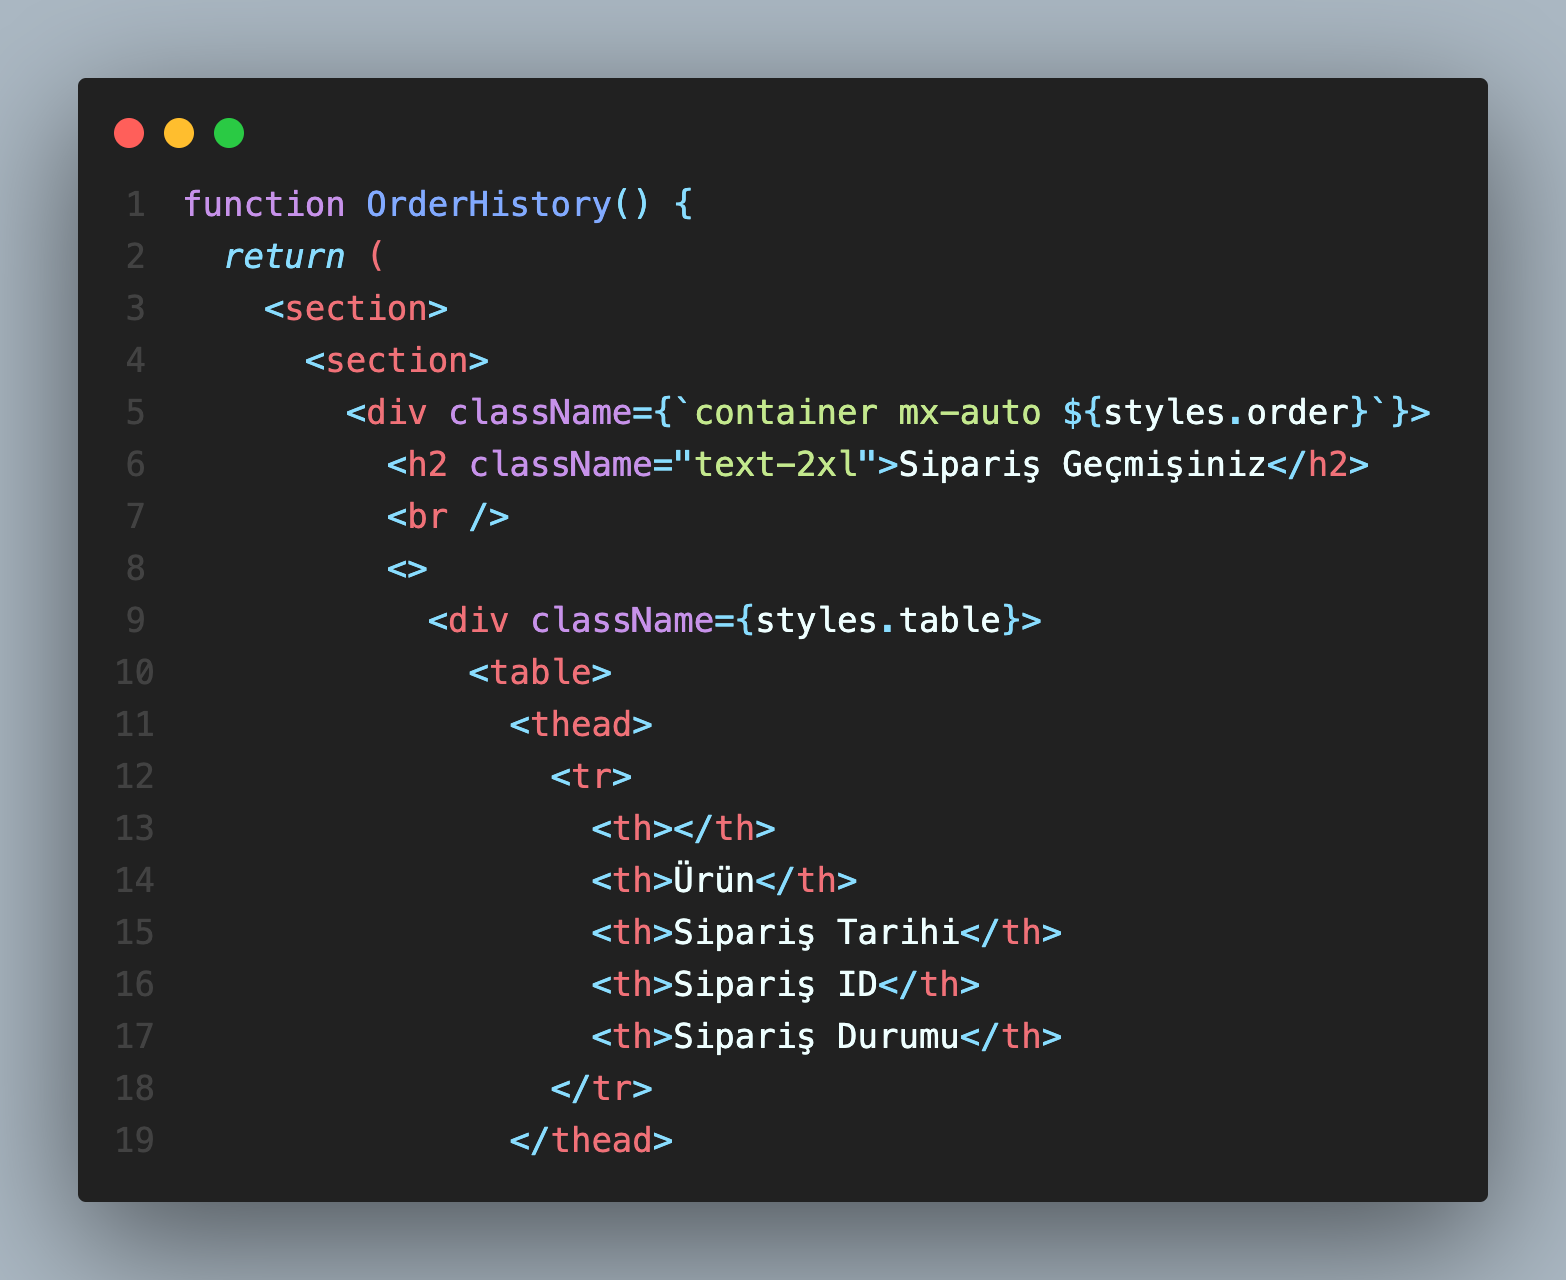 1 function OrderHistory() {
2   return (
3     <section>
4       <section>
5         <div className={`container mx-auto ${styles.order}`}>
6           <h2 className="text-2xl">Sipariş Geçmişiniz</h2>
7           <br />
8           <>
9             <div className={styles.table}>
10               <table>
11                 <thead>
12                   <tr>
13                     <th></th>
14                     <th>Ürün</th>
15                     <th>Sipariş Tarihi</th>
16                     <th>Sipariş ID</th>
17                     <th>Sipariş Durumu</th>
18                   </tr>
19                 </thead>